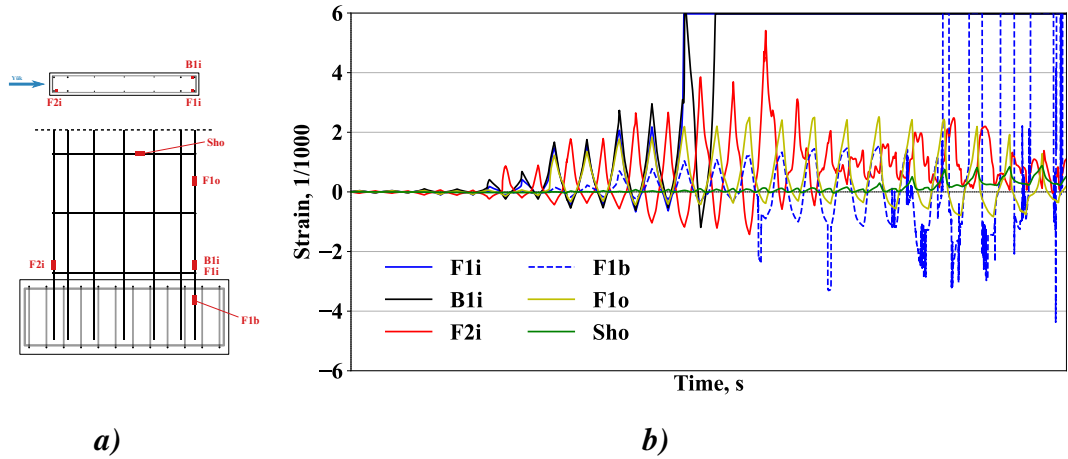 Vsis
B1i
F2i
F1i
Sho
F1o
F2i
B1i
F1i
F1b
a)
6
4
2
0
−2
−4
−6
Strain, 1/1000
F1i
F1b
B1i
F1o
F2i
Sho
Time, s
b)